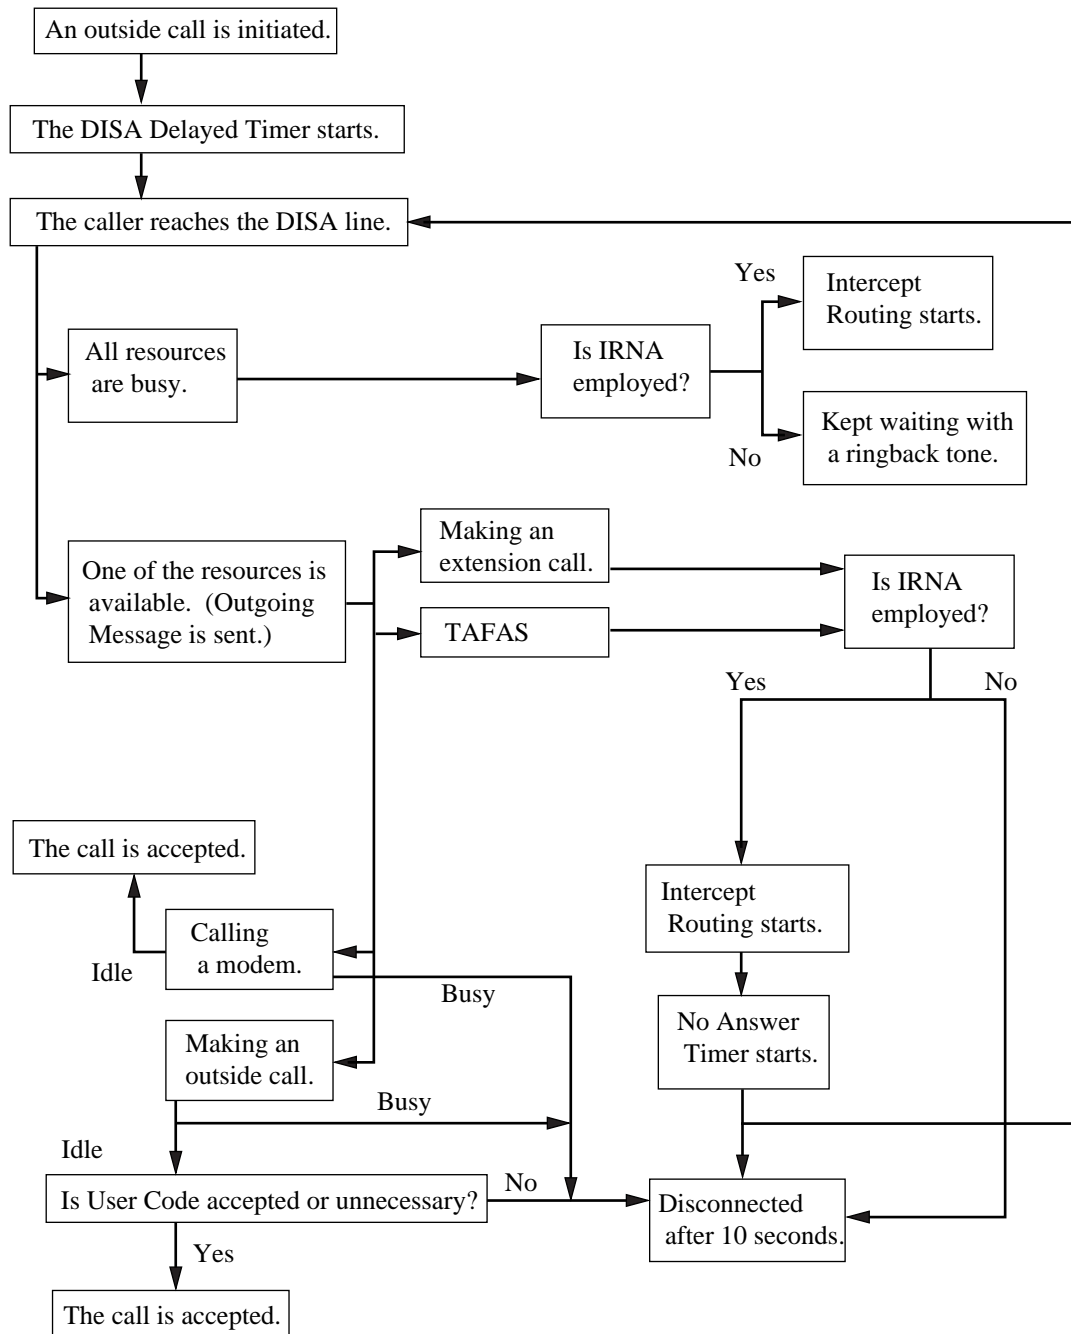 An outside call is initiated.
The DISA Delayed Timer starts.
The caller reaches the DISA line.
All resources
are busy.
Is IRNA
employed?
Yes
Intercept
Routing starts.
No
Kept waiting with
a ringback tone.
One of the resources is
available. (Outgoing
Message is sent.)
Making an
extension call.
TAFAS
Is IRNA
employed?
Yes
No
The call is accepted.
Idle
Calling
a modem.
Busy
Intercept
Routing starts.
No Answer
Timer starts.
Making an
outside call.
Busy
Idle
Is User Code accepted or unnecessary?
No
Disconnected
after 10 seconds.
Yes
The call is accepted.